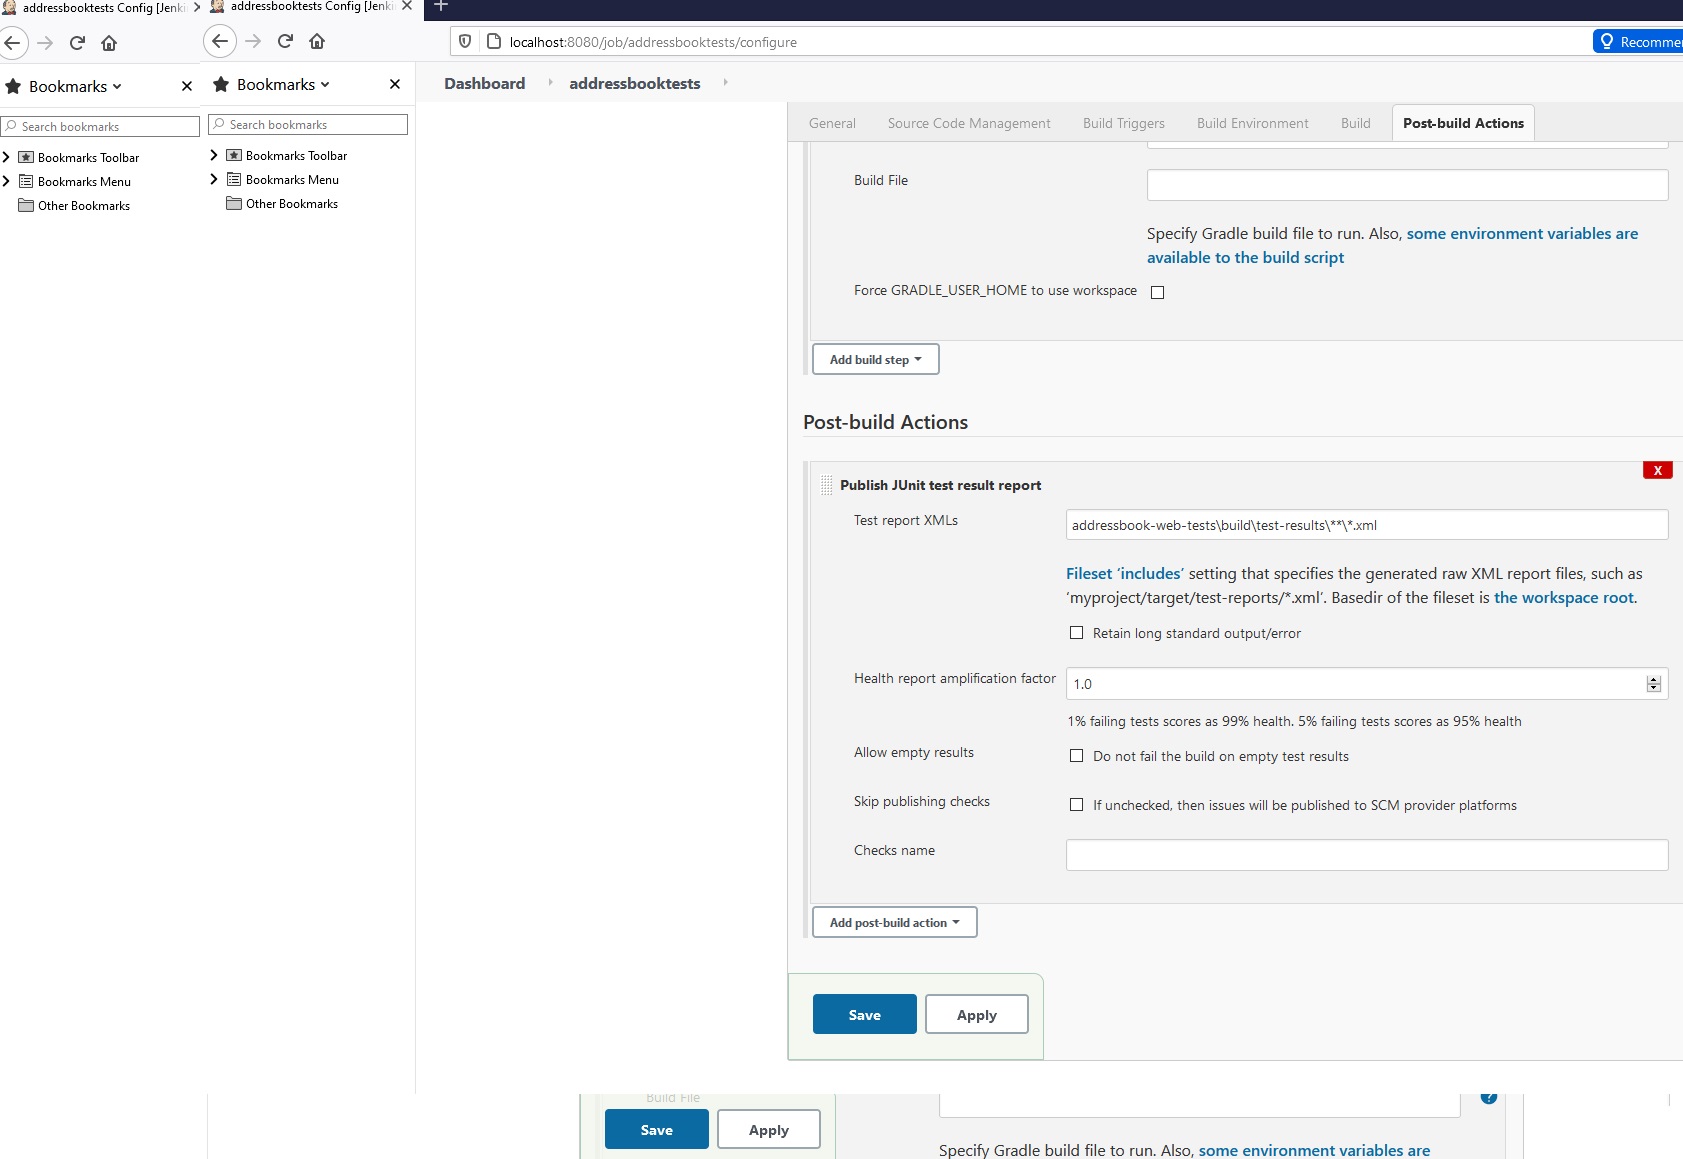 addressbooktests Config [Jenki
addressbooktests Config [Jenki
localhost:8080/job/addressbooktests/configure
Bookmarks
Bookmarks
Search bookmarks
Search bookmarks
Bookmarks Toolbar
Bookmarks Toolbar
Bookmarks Menu
Bookmarks Menu
Other Bookmarks
Other Bookmarks
Dashboard addressbooktests
General Source Code Management Build Triggers Build Environment Build Post-build Actions
Build File
Specify Gradle build file to run. Also, some environment variables are
available to the build script
Force GRADLE_USER_HOME to use workspace
Add build step
Post-build Actions
X
Publish JUnit test result report
Test report XMLs
addressbook-web-tests\build\test-results\**\*.xml
Fileset ‘includes’ setting that specifies the generated raw XML report files, such as
‘myproject/target/test-reports/*.xml’. Basedir of the fileset is the workspace root.
Retain long standard output/error
Health report amplification factor
1.0
1% failing tests scores as 99% health. 5% failing tests scores as 95% health
Allow empty results
Do not fail the build on empty test results
Skip publishing checks
If unchecked, then issues will be published to SCM provider platforms
Checks name
Add post-build action
Save Apply
Build File
?
Save Apply
Specify Gradle build file to run. Also, some environment variables are